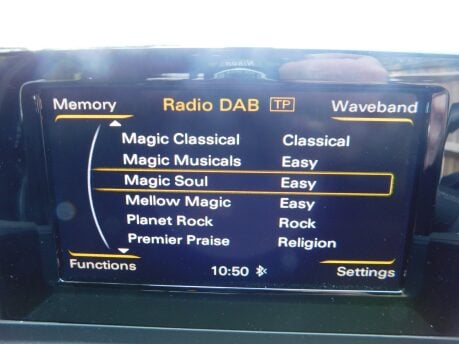 Memory Radio DAB TP Waveband
Magic Classical Classical
Magic Musicals Easy
Magic Soul Easy
Mellow Magic Easy
Planet Rock Rock
Premier Praise Religion
Functions 10:50 Settings